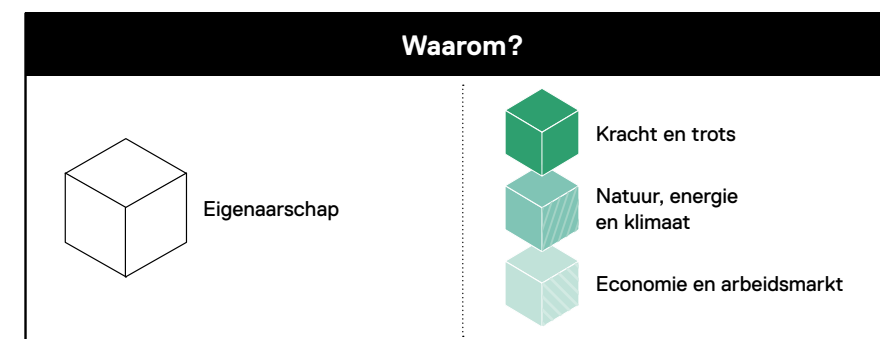 Waarom?
Eigenaarschap
Kracht en trots
Natuur, energie
en klimaat
Economie en arbeidsmarkt